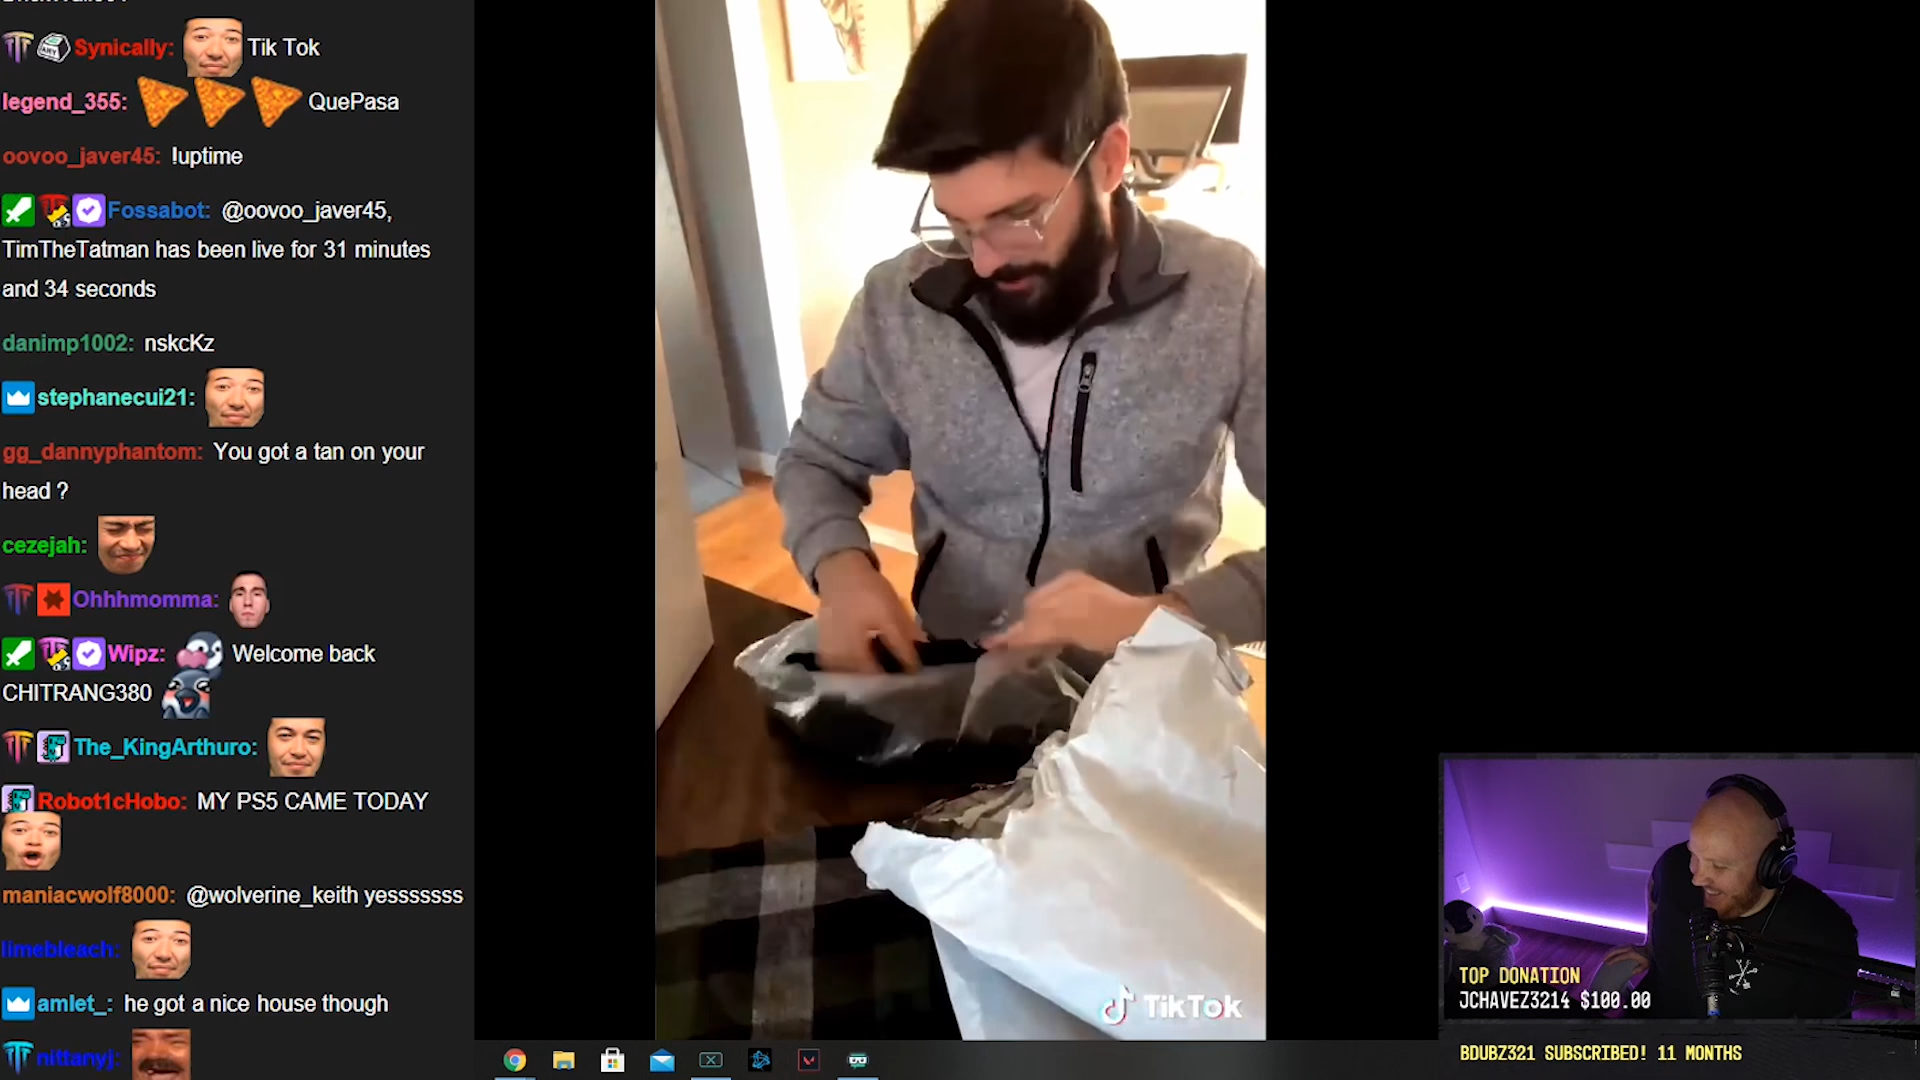 Synically: Tik Tok
legend_355: QuePasa
oovoo_javer45: !uptime
Fossabot: @oovoo_javer45,
TimTheTatman has been live for 31 minutes
and 34 seconds
danimp1002: nskcKz
stephanecui21:
gg_dannyphantom: You got a tan on your
head ?
cezejah:
Ohhhmomma:
Wipz: Welcome back
CHITRANG380
The_KingArthuro:
Robot1cHobo: MY PS5 CAME TODAY
maniacwolf8000: @wolverine_keith yesssssss
limebleach:
amlet_: he got a nice house though
nittanyj:
TikTok
TOP DONATION
JCHAVEZ3214 $100.00
BDUBZ321 SUBSCRIBED! 11 MONTHS